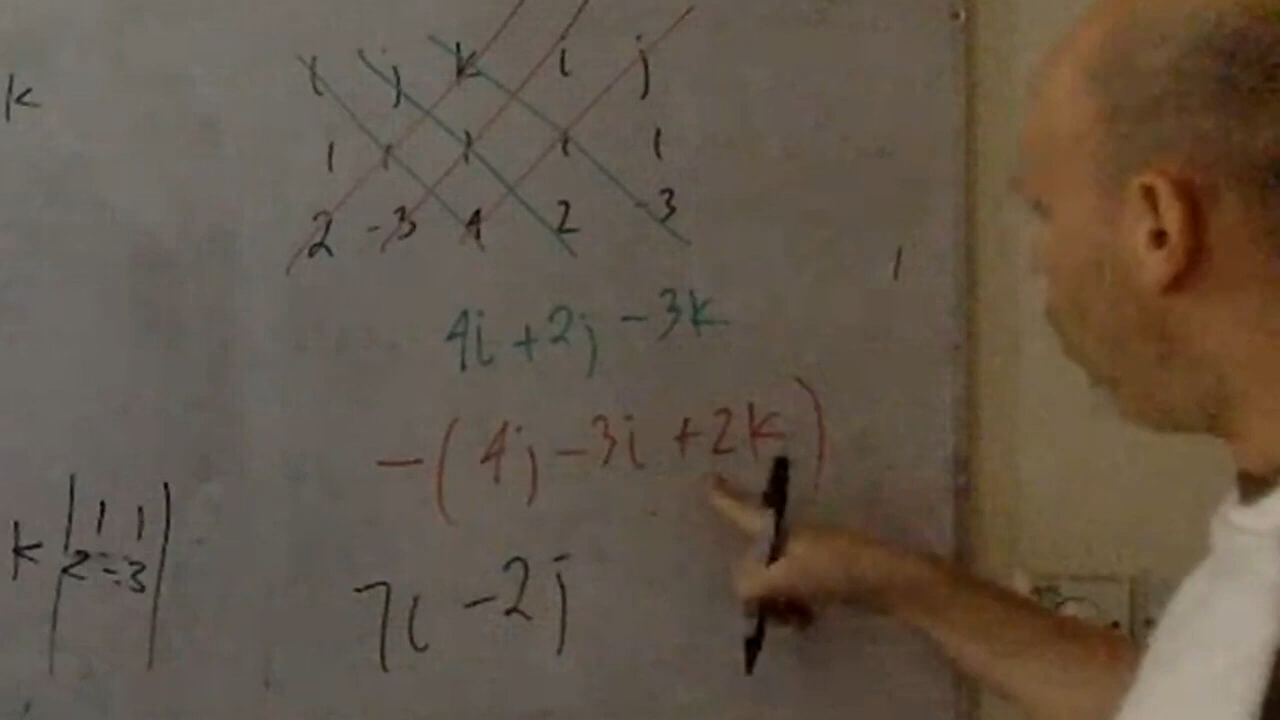 k
i j k i j
1 1 1 1 1
2 -3 4 2 -3
4i + 2j - 3k
- ( 4j - 3i + 2k )
k | 1 1 |
| 2 -3 |
7i - 2j